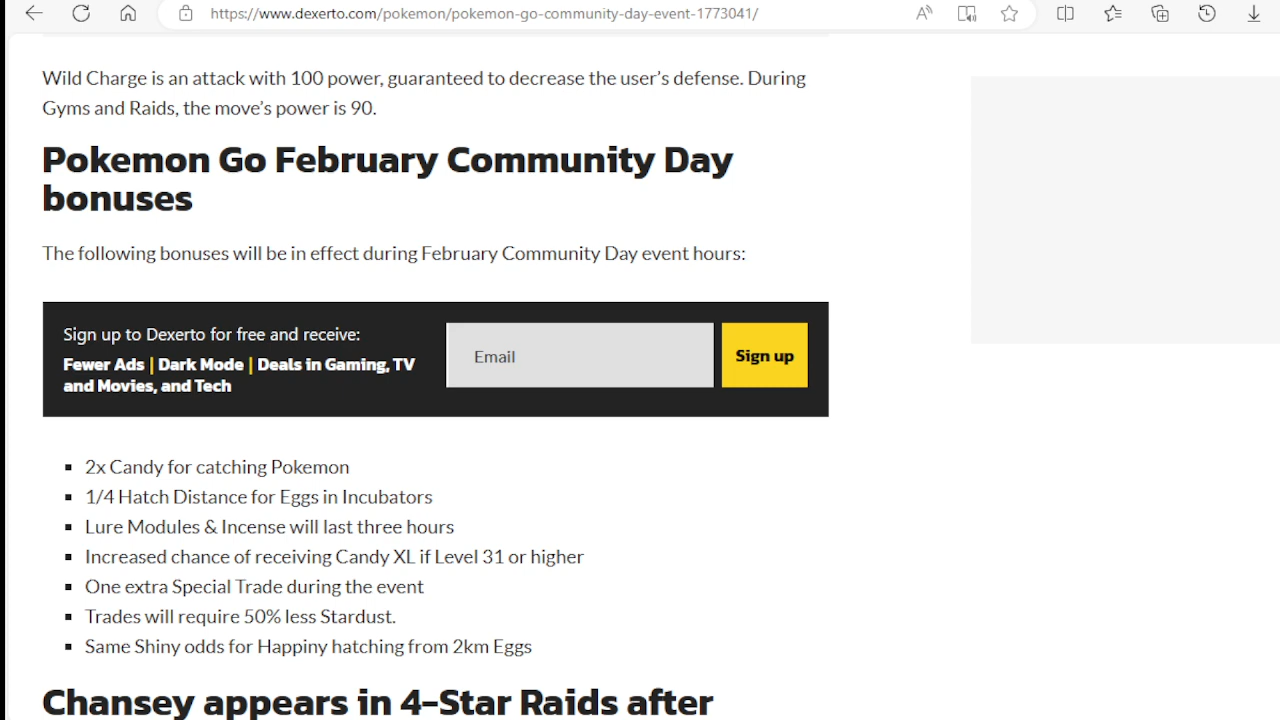 https://www.dexerto.com/pokemon/pokemon-go-community-day-event-1773041/
Wild Charge is an attack with 100 power, guaranteed to decrease the user's defense. During
Gyms and Raids, the move's power is 90.
Pokemon Go February Community Day
bonuses
The following bonuses will be in effect during February Community Day event hours:
Sign up to Dexerto for free and receive:
Fewer Ads | Dark Mode | Deals in Gaming, TV
and Movies, and Tech
Email
Sign up
2x Candy for catching Pokemon
1/4 Hatch Distance for Eggs in Incubators
Lure Modules & Incense will last three hours
Increased chance of receiving Candy XL if Level 31 or higher
One extra Special Trade during the event
Trades will require 50% less Stardust.
Same Shiny odds for Happiny hatching from 2km Eggs
Chansey appears in 4-Star Raids after